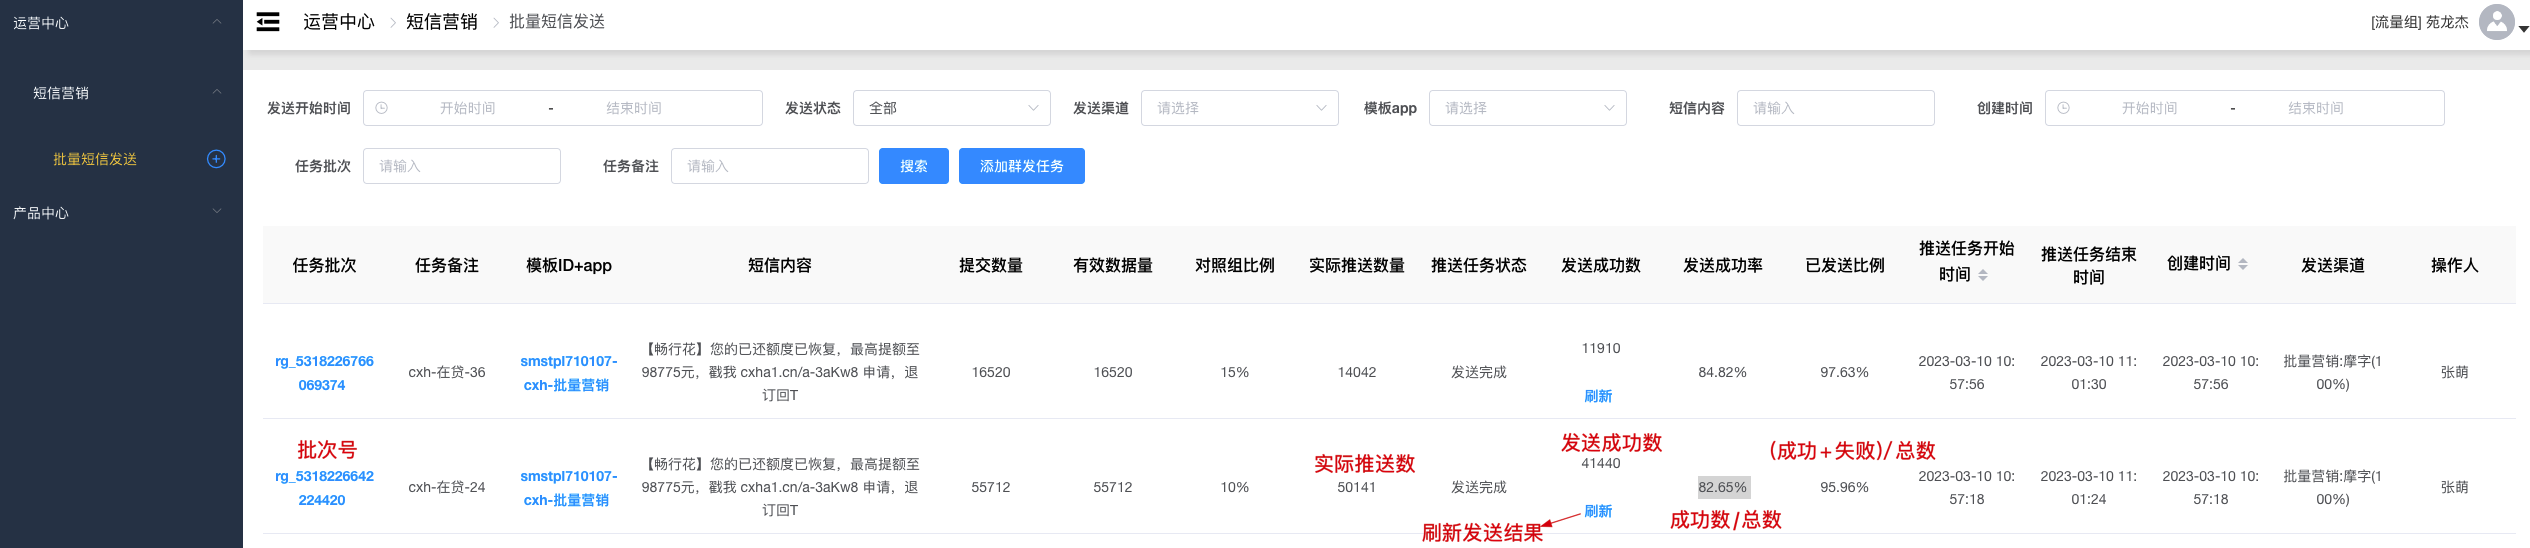 运营中心
短信营销
批量短信发送
产品中心
运营中心 > 短信营销 > 批量短信发送
[流量组] 苑龙杰
发送开始时间 开始时间 - 结束时间 发送状态 全部 发送渠道 请选择 模板app 请选择 短信内容 请输入 创建时间 开始时间 - 结束时间
任务批次 请输入 任务备注 请输入 搜索 添加群发任务
任务批次 任务备注 模板ID+app 短信内容 提交数量 有效数据量 对照组比例 实际推送数量 推送任务状态 发送成功数 发送成功率 已发送比例 推送任务开始
时间 推送任务结束
时间 创建时间 发送渠道 操作人
rg_5318226766
069374
cxh-在贷-36
smstpl710107-
cxh-批量营销
【畅行花】您的已还额度已恢复，最高提额至
98775元，戳我 cxha1.cn/a-3aKw8 申请，退
订回T
16520
16520
15%
14042
发送完成
11910
刷新
84.82%
97.63%
2023-03-10 10:
57:56
2023-03-10 11:
01:30
2023-03-10 10:
57:56
批量营销:摩字(1
00%)
张萌
批次号
rg_5318226642
224420
cxh-在贷-24
smstpl710107-
cxh-批量营销
【畅行花】您的已还额度已恢复，最高提额至
98775元，戳我 cxha1.cn/a-3aKw8 申请，退
订回T
55712
55712
10%
实际推送数
50141
发送完成
发送成功数
41440
刷新
刷新发送结果
82.65%
成功数/总数
(成功+失败)/总数
95.96%
2023-03-10 10:
57:18
2023-03-10 11:
01:24
2023-03-10 10:
57:18
批量营销:摩字(1
00%)
张萌